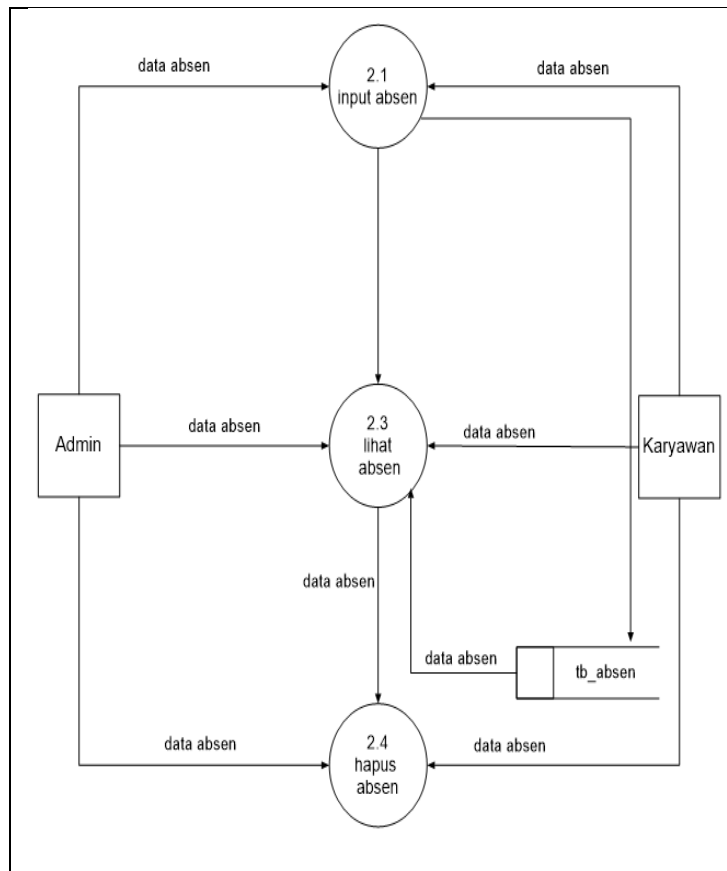 2.1
input absen
data absen
data absen
Admin
data absen
2.3
lihat
absen
data absen
Karyawan
data absen
data absen
tb_absen
data absen
2.4
hapus
absen
data absen